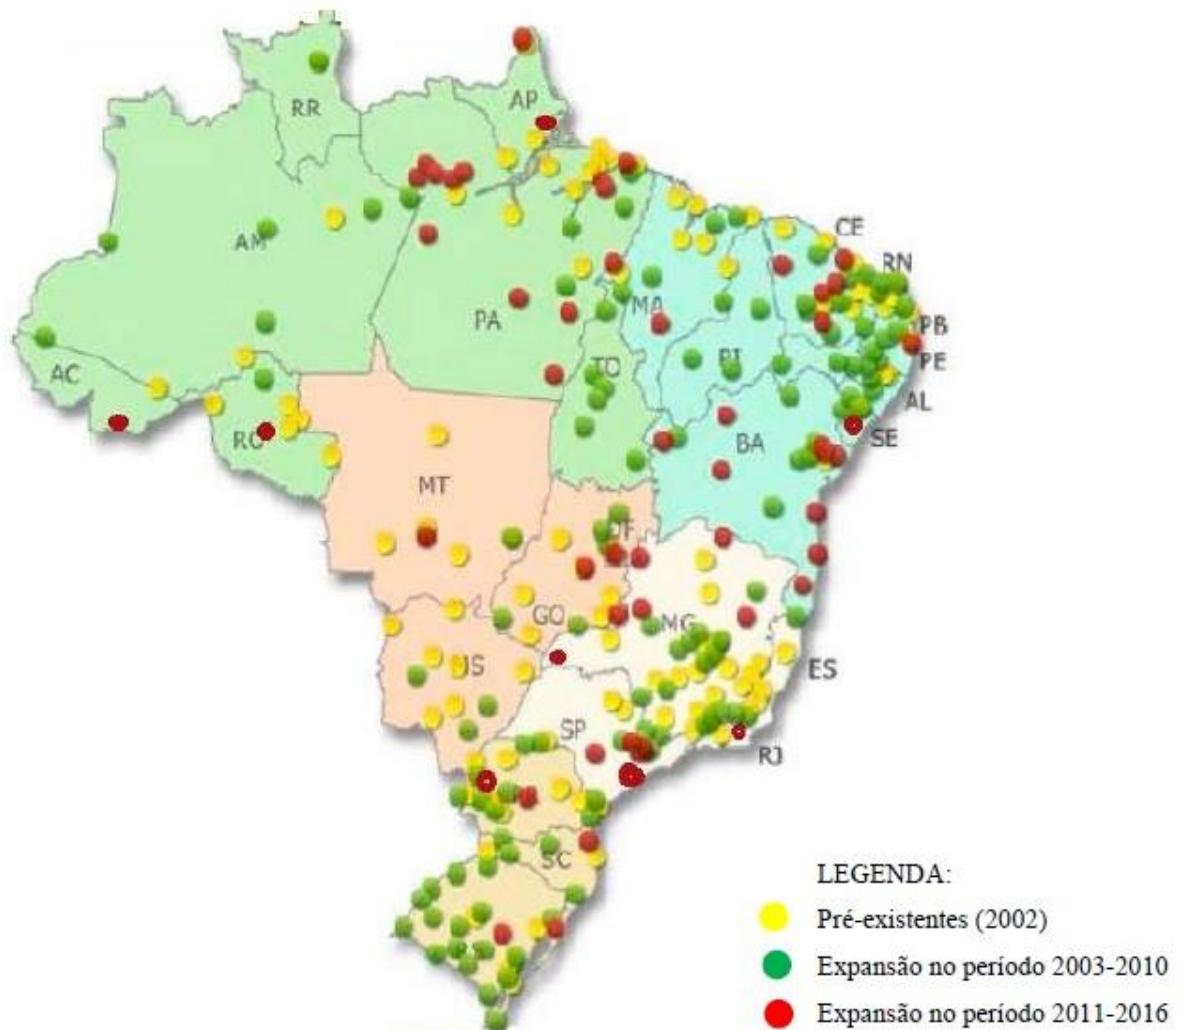 RR
AP
CE
AM
RN
MA
PA
PB
PI
TO
PE
AC
AL
SE
RO
BA
MT
DF
GO
MG
MS
ES
SP
RJ
SC
LEGENDA:
Pré-existentes (2002)
Expansão no período 2003-2010
Expansão no período 2011-2016